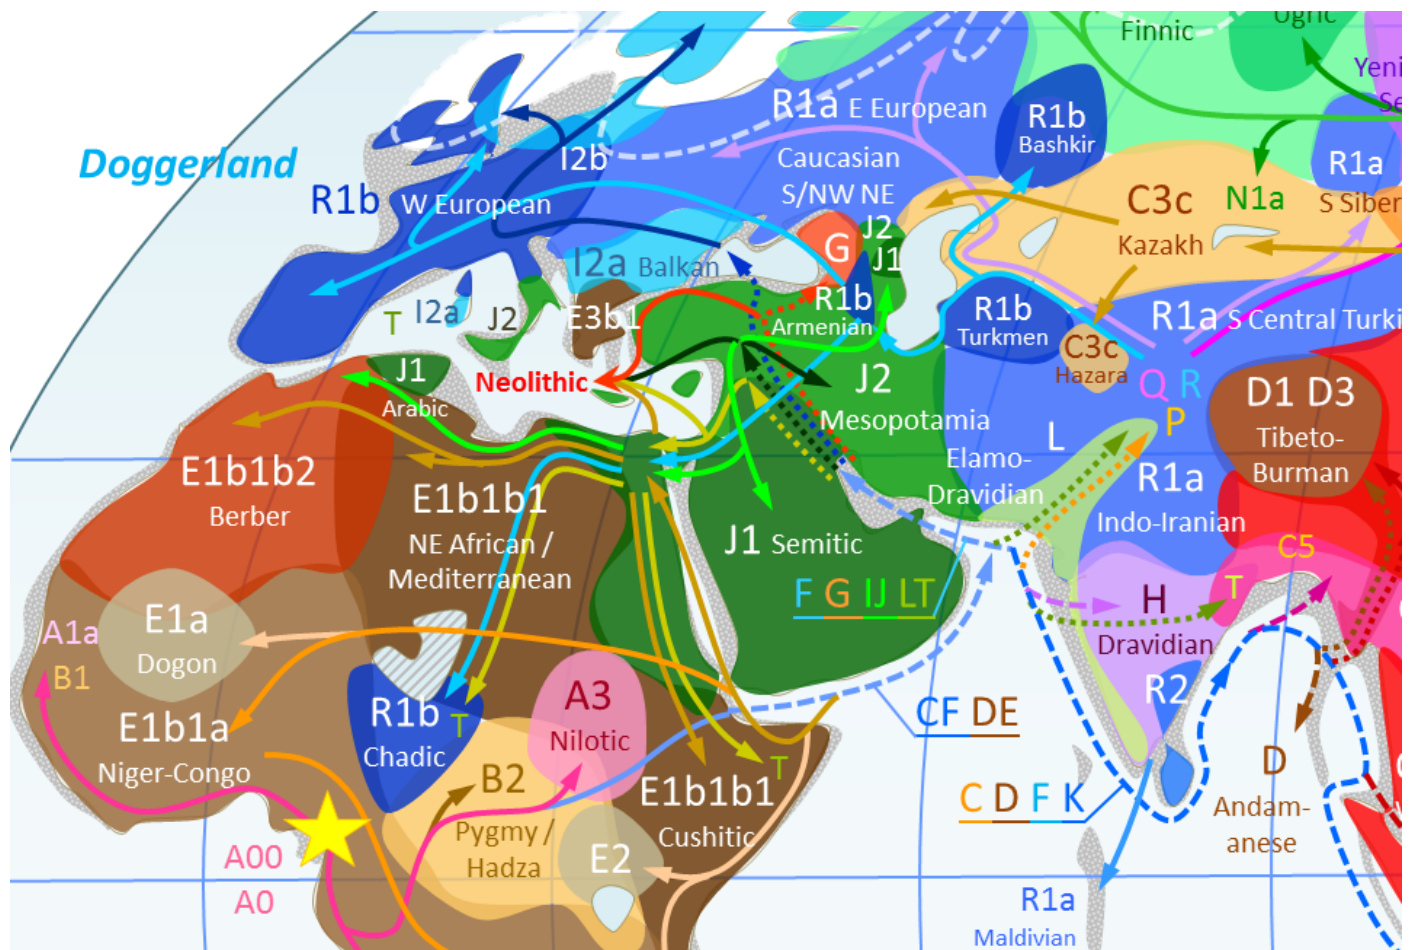 Finnic
Ugric
Doggerland
R1a E European
Caucasian
S/NW NE
R1b
Bashkir
R1a
S Siber
N1a
C3c
Kazakh
I2b
R1b W European
I2a Balkan
G
J2
J1
R1b
Armenian
R1b
Turkmen
R1a S Central Turki
C3c
Hazara
Q R
P
T
I2a
J2
E3b1
Neolithic
J1
Arabic
J2
Mesopotamia
L
Elamo-
Dravidian
R1a
Indo-Iranian
D1 D3
Tibeto-
Burman
E1b1b2
Berber
E1b1b1
NE African /
Mediterranean
J1 Semitic
F G IJ LT
C5
T
H
Dravidian
R2
A1a
B1
E1a
Dogon
E1b1a
Niger-Congo
R1b
T
Chadic
A3
Nilotic
B2
Pygmy /
Hadza
E1b1b1
Cushitic
T
E2
CF DE
C D F K
D
Andam-
anese
A00
A0
R1a
Maldivian